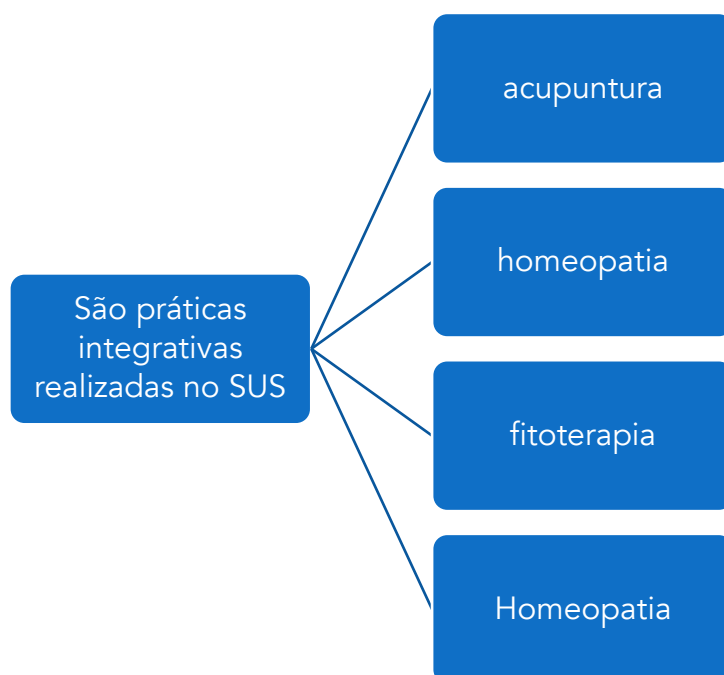 acupuntura
homeopatia
São práticas
integrativas
realizadas no SUS
fitoterapia
Homeopatia